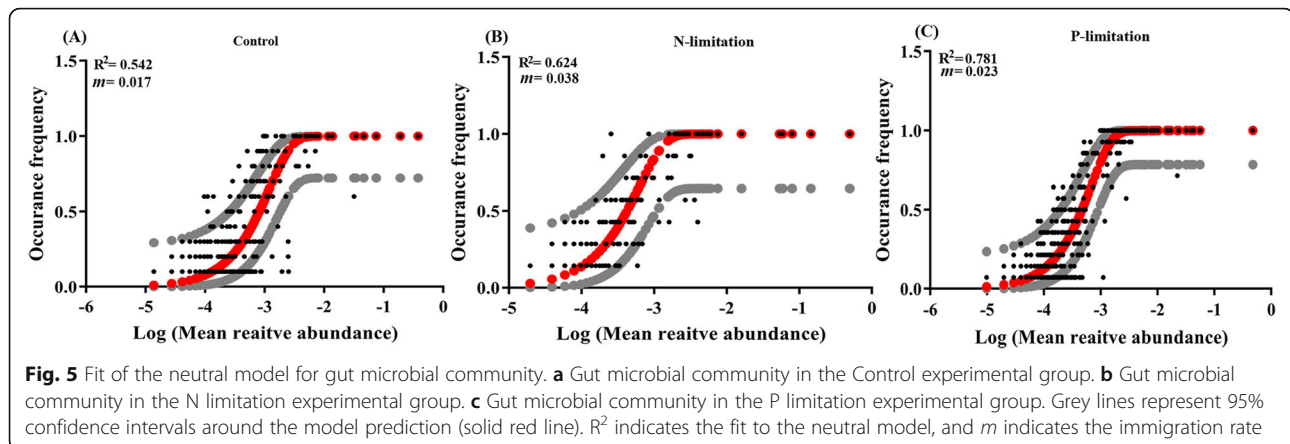 (A)
Control
R2= 0.542
m= 0.017
1.5
1.0
0.5
0.0
Occurance frequency
-6 -5 -4 -3 -2 -1 0
Log (Mean reaitve abundance)
(B)
N-limitation
R2= 0.624
m= 0.038
1.5
1.0
0.5
0.0
Occurance frequency
-5 -4 -3 -2 -1 0
Log (Mean reaitve abundance)
(C)
P-limitation
R2=0.781
m= 0.023
1.5
1.0
0.5
0.0
Occurance frequency
-6 -5 -4 -3 -2 -1 0
Log (Mean reaitve abundance)
Fig. 5 Fit of the neutral model for gut microbial community. a Gut microbial community in the Control experimental group. b Gut microbial
community in the N limitation experimental group. c Gut microbial community in the P limitation experimental group. Grey lines represent 95%
confidence intervals around the model prediction (solid red line). R2 indicates the fit to the neutral model, and m indicates the immigration rate